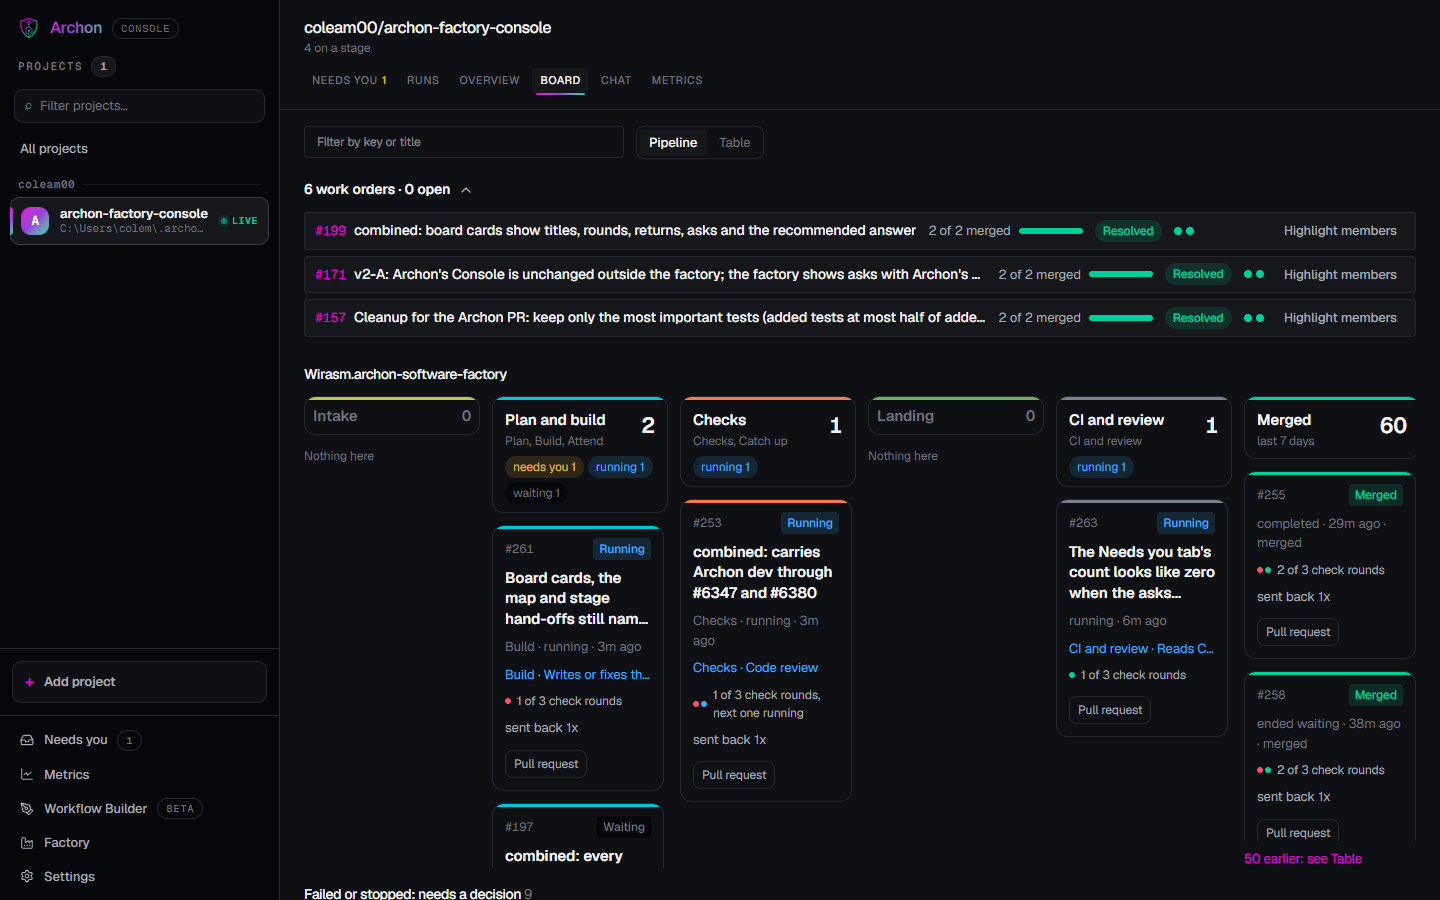 Archon CONSOLE
PROJECTS 1
Filter projects...
All projects
coleam00
A archon-factory-console LIVE
C:\Users\colem\.archo...
Add project
Needs you 1
Metrics
Workflow Builder BETA
Factory
Settings
coleam00/archon-factory-console
4 on a stage
NEEDS YOU 1 RUNS OVERVIEW BOARD CHAT METRICS
Filter by key or title
Pipeline Table
6 work orders · 0 open
#199 combined: board cards show titles, rounds, returns, asks and the recommended answer 2 of 2 merged Resolved Highlight members
#171 v2-A: Archon's Console is unchanged outside the factory; the factory shows asks with Archon's ... 2 of 2 merged Resolved Highlight members
#157 Cleanup for the Archon PR: keep only the most important tests (added tests at most half of adde... 2 of 2 merged Resolved Highlight members
Wirasm.archon-software-factory
Intake 0
Nothing here
Plan and build 2
Plan, Build, Attend
needs you 1 running 1
waiting 1
#261 Running
Board cards, the
map and stage
hand-offs still nam...
Build · running · 3m ago
Build · Writes or fixes th...
1 of 3 check rounds
sent back 1x
Pull request
#197 Waiting
combined: every
Checks 1
Checks, Catch up
running 1
#253 Running
combined: carries
Archon dev through
#6347 and #6380
Checks · running · 3m
ago
Checks · Code review
1 of 3 check rounds,
next one running
sent back 1x
Pull request
Landing 0
Nothing here
CI and review 1
CI and review
running 1
#263 Running
The Needs you tab's
count looks like zero
when the asks...
running · 6m ago
CI and review · Reads C...
1 of 3 check rounds
Pull request
Merged 60
last 7 days
#255 Merged
completed · 29m ago ·
merged
2 of 3 check rounds
sent back 1x
Pull request
#258 Merged
ended waiting · 38m ago
· merged
2 of 3 check rounds
sent back 1x
Pull request
50 earlier: see Table
Failed or stopped: needs a decision 9